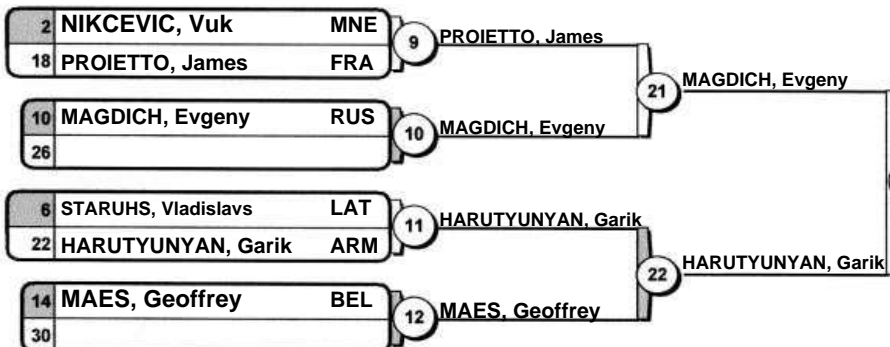 2 NIKCEVIC, Vuk MNE
18 PROIETTO, James FRA
9 PROIETTO, James
10 MAGDICH, Evgeny RUS
26
10 MAGDICH, Evgeny
21 MAGDICH, Evgeny
6 STARUHS, Vladislavs LAT
22 HARUTYUNYAN, Garik ARM
11 HARUTYUNYAN, Garik
14 MAES, Geoffrey BEL
30
12 MAES, Geoffrey
22 HARUTYUNYAN, Garik